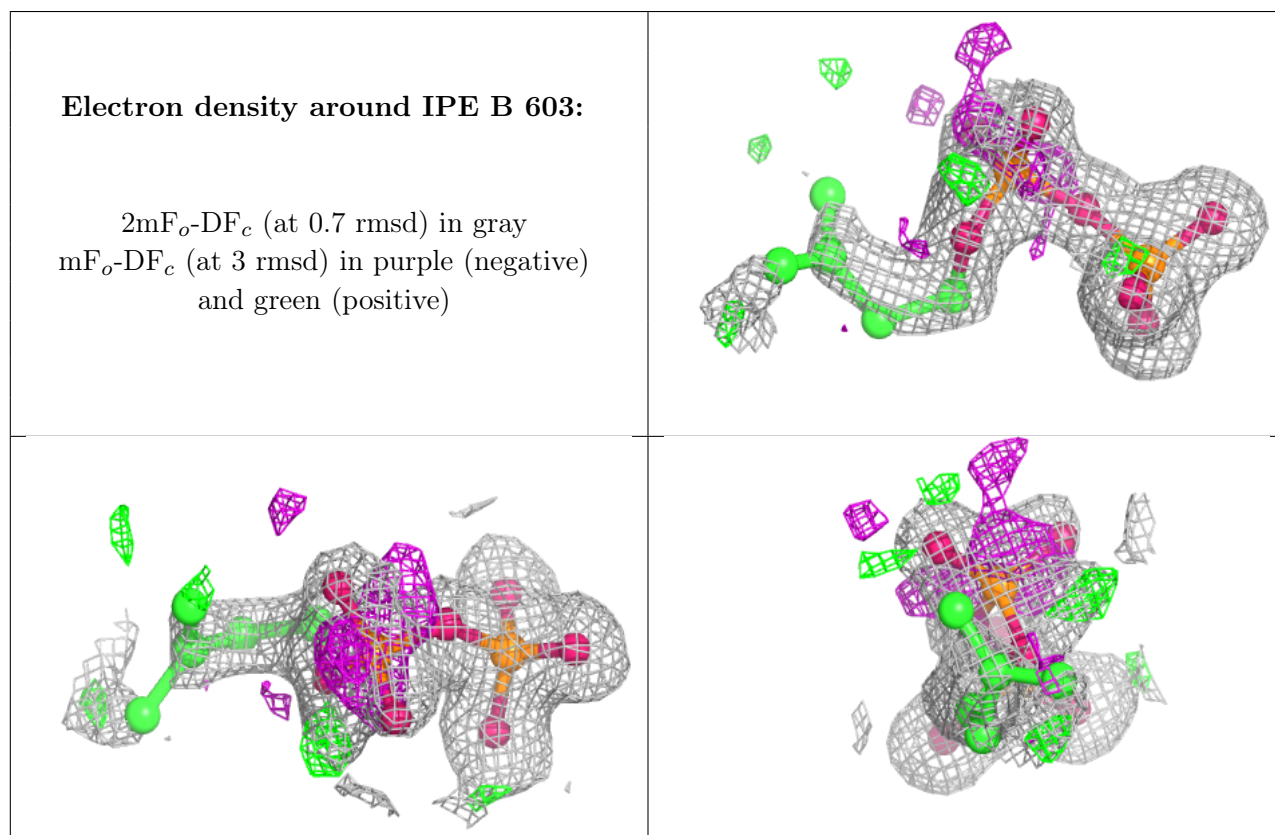 Electron density around IPE B 603:
2mFo-DFc (at 0.7 rmsd) in gray
mFo-DFc (at 3 rmsd) in purple (negative)
and green (positive)